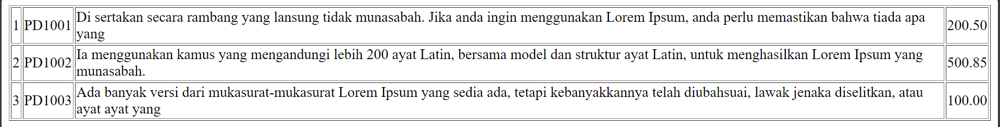 1 PD1001 Di sertakan secara rambang yang lansung tidak munasabah. Jika anda ingin menggunakan Lorem Ipsum, anda perlu memastikan bahwa tiada apa 200.50
yang
2 PD1002 Ia menggunakan kamus yang mengandungi lebih 200 ayat Latin, bersama model dan struktur ayat Latin, untuk menghasilkan Lorem Ipsum yang 500.85
munasabah.
3 PD1003 Ada banyak versi dari mukasurat-mukasurat Lorem Ipsum yang sedia ada, tetapi kebanyakkannya telah diubahsuai, lawak jenaka diselitkan, atau 100.00
ayat ayat yang